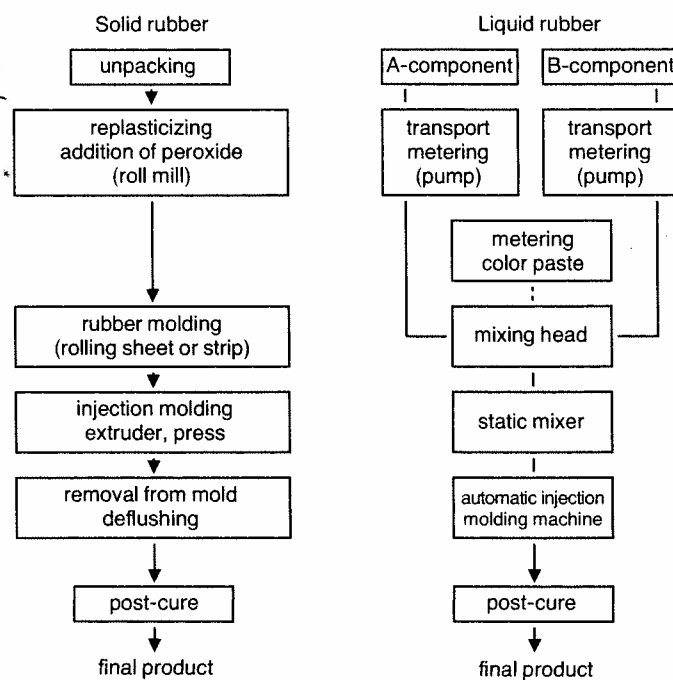 Solid rubber
unpacking
replasticizing
addition of peroxide
(roll mill)
rubber molding
(rolling sheet or strip)
injection molding
extruder, press
removal from mold
deflushing
post-cure
final product
Liquid rubber
A-component
B-component
transport
metering
(pump)
transport
metering
(pump)
metering
color paste
mixing head
static mixer
automatic injection
molding machine
post-cure
final product